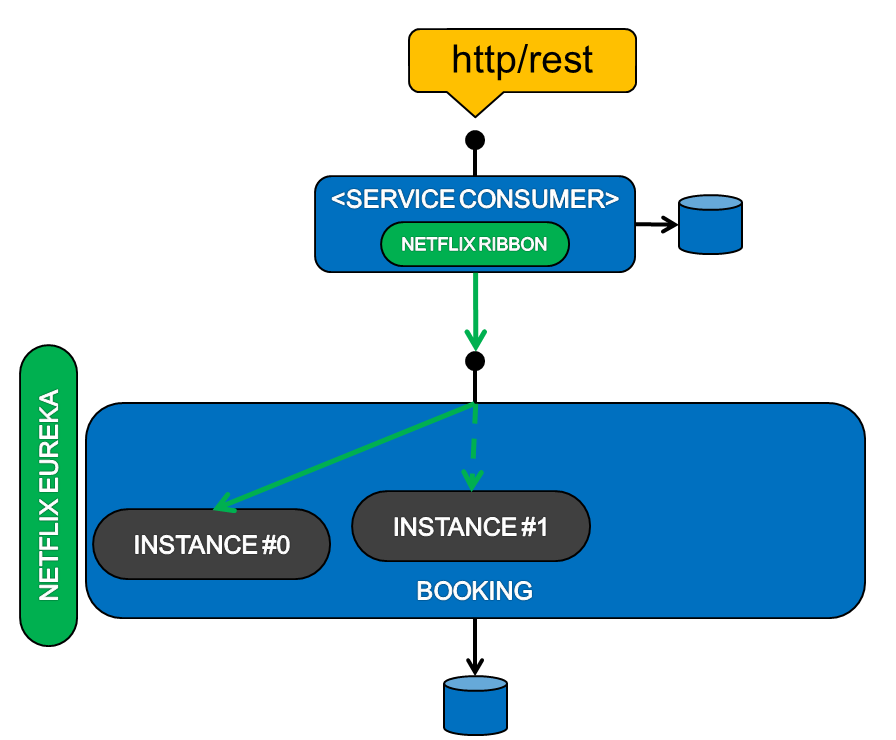 http/rest
<SERVICE CONSUMER>
NETFLIX RIBBON
NETFLIX EUREKA
INSTANCE #0
INSTANCE #1
BOOKING